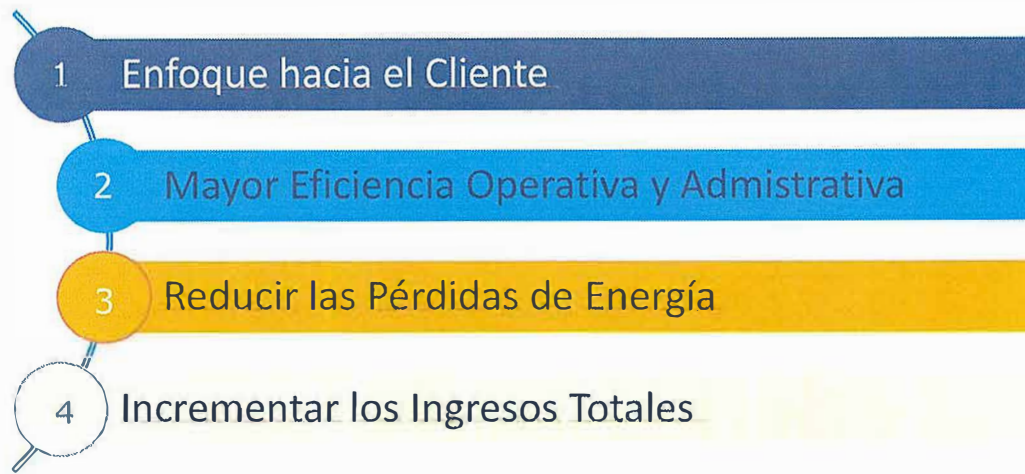 1 Enfoque hacia el Cliente
2 Mayor Eficiencia Operativa y Admistrativa
3 Reducir las Pérdidas de Energía
4 Incrementar los Ingresos Totales